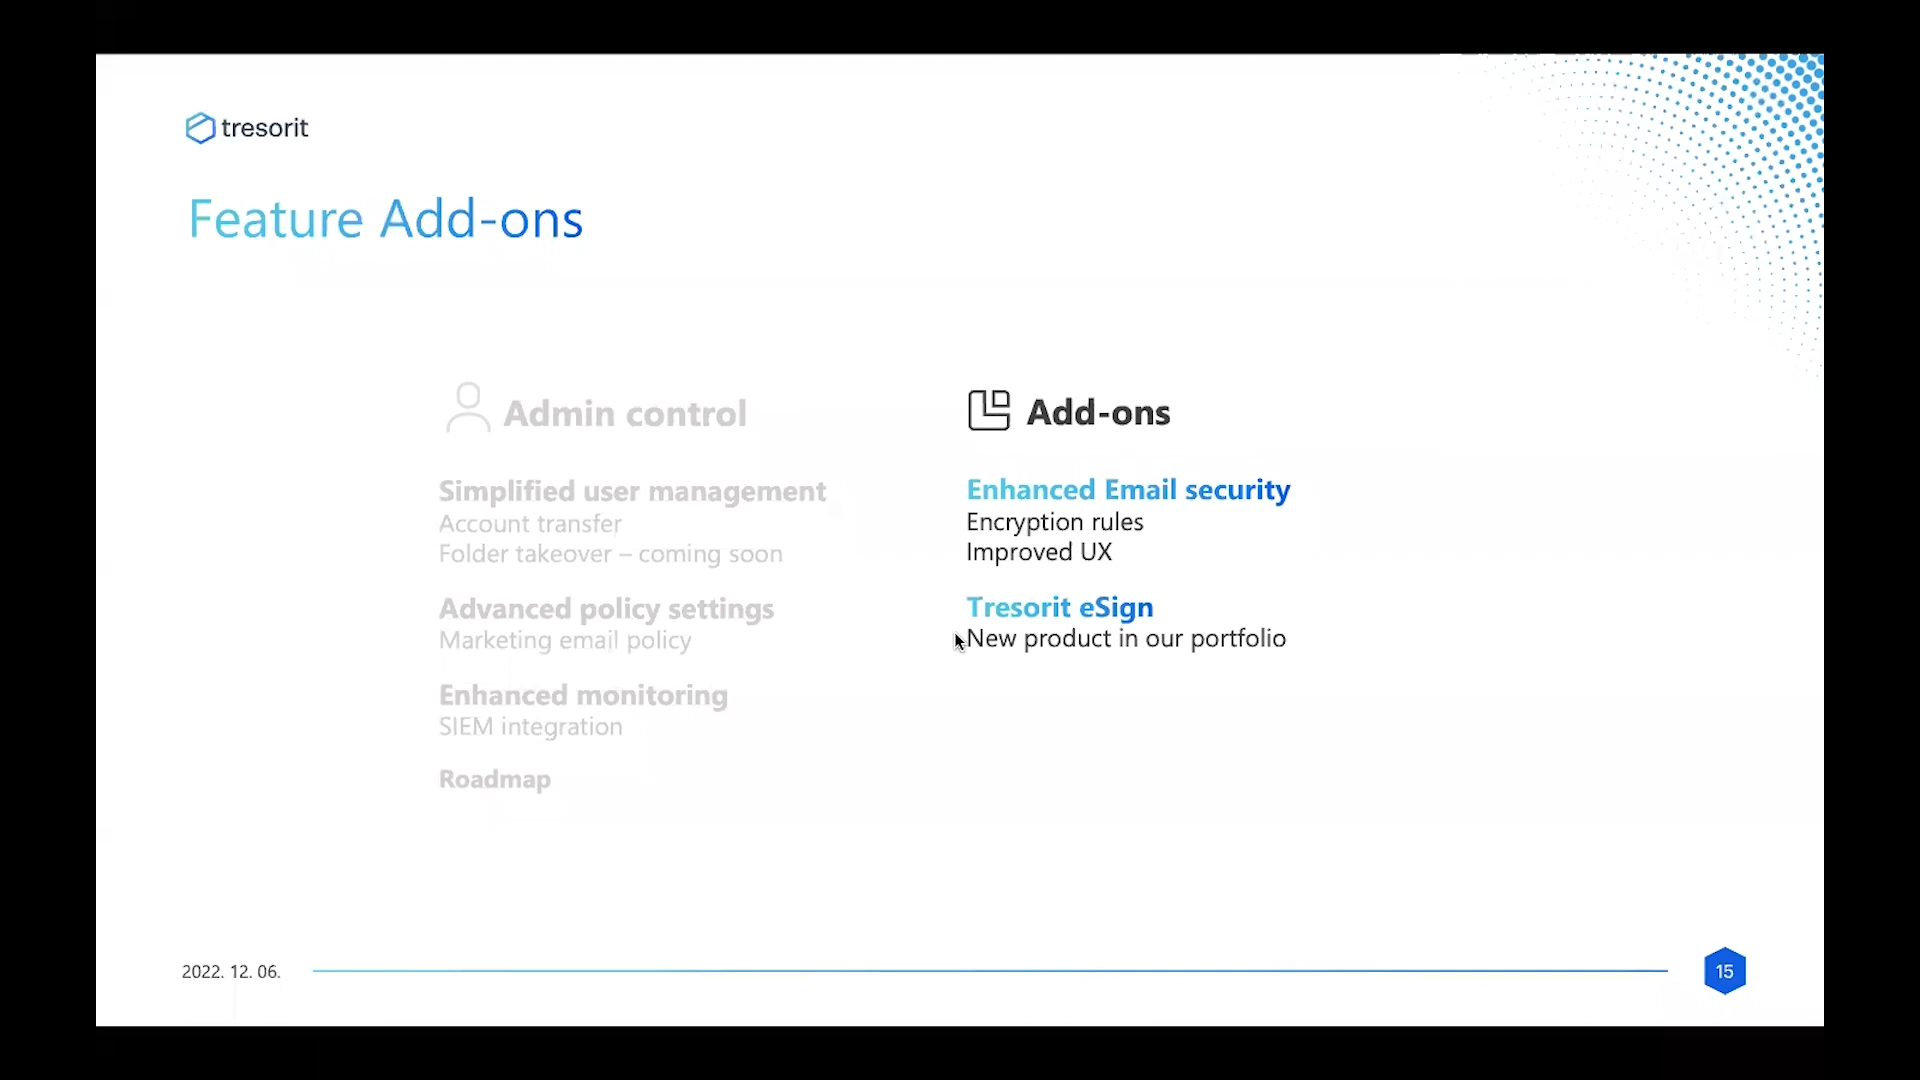 tresorit
Feature Add-ons
Admin control
Simplified user management
Account transfer
Folder takeover – coming soon
Advanced policy settings
Marketing email policy
Enhanced monitoring
SIEM integration
Roadmap
Add-ons
Enhanced Email security
Encryption rules
Improved UX
Tresorit eSign
New product in our portfolio
2022. 12. 06.
15